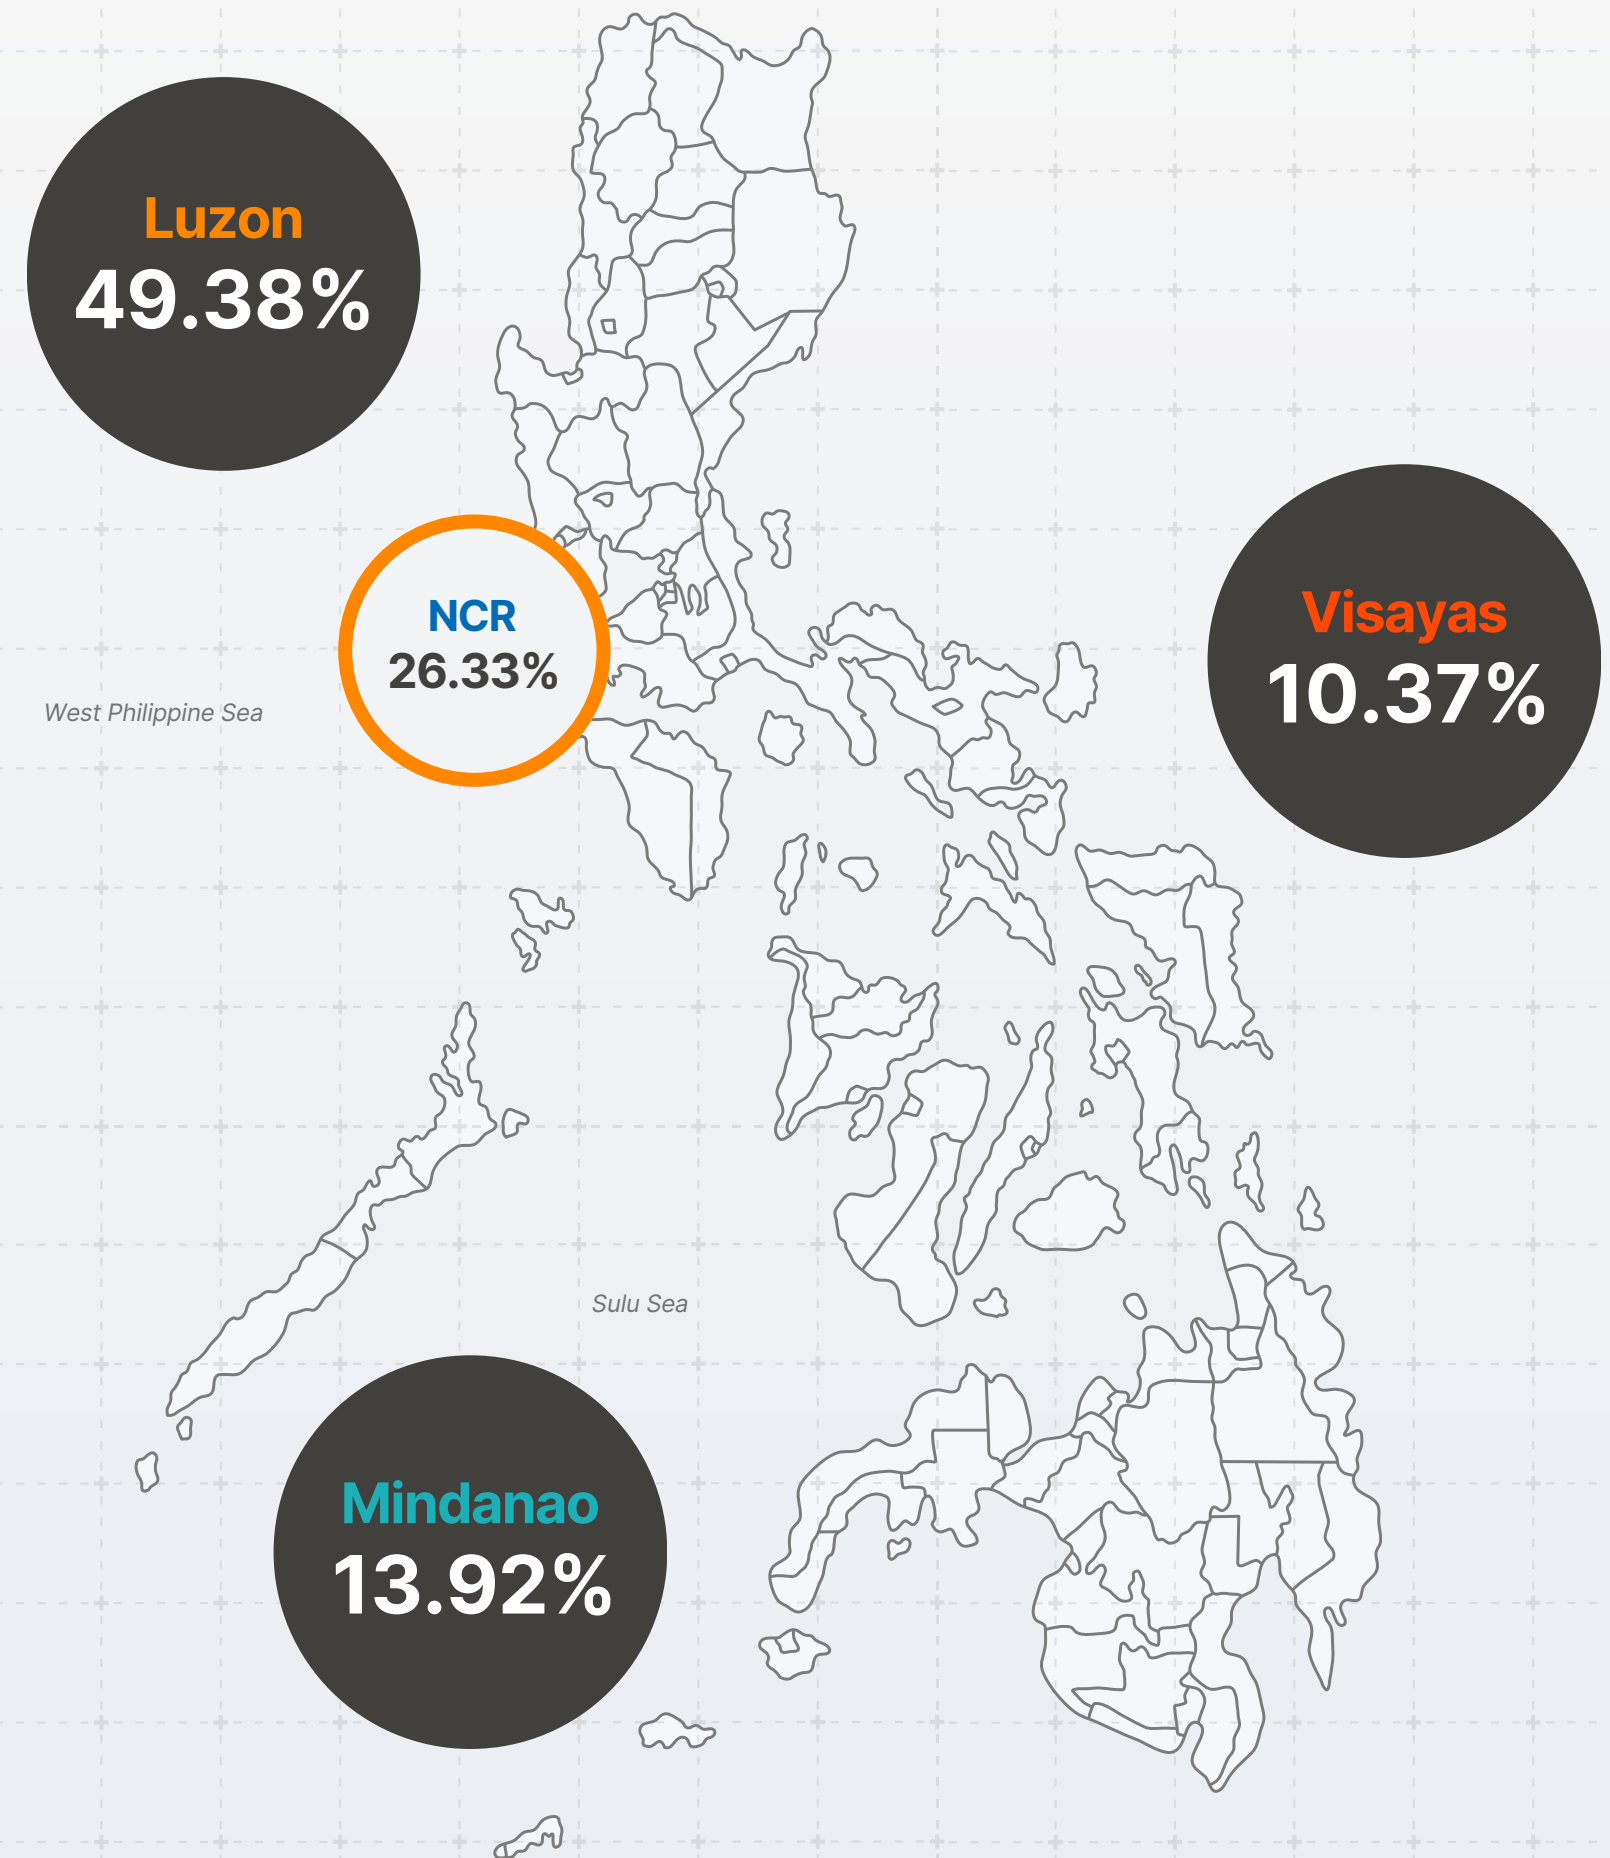 Luzon
49.38%
NCR
26.33%
Visayas
10.37%
West Philippine Sea
Sulu Sea
Mindanao
13.92%